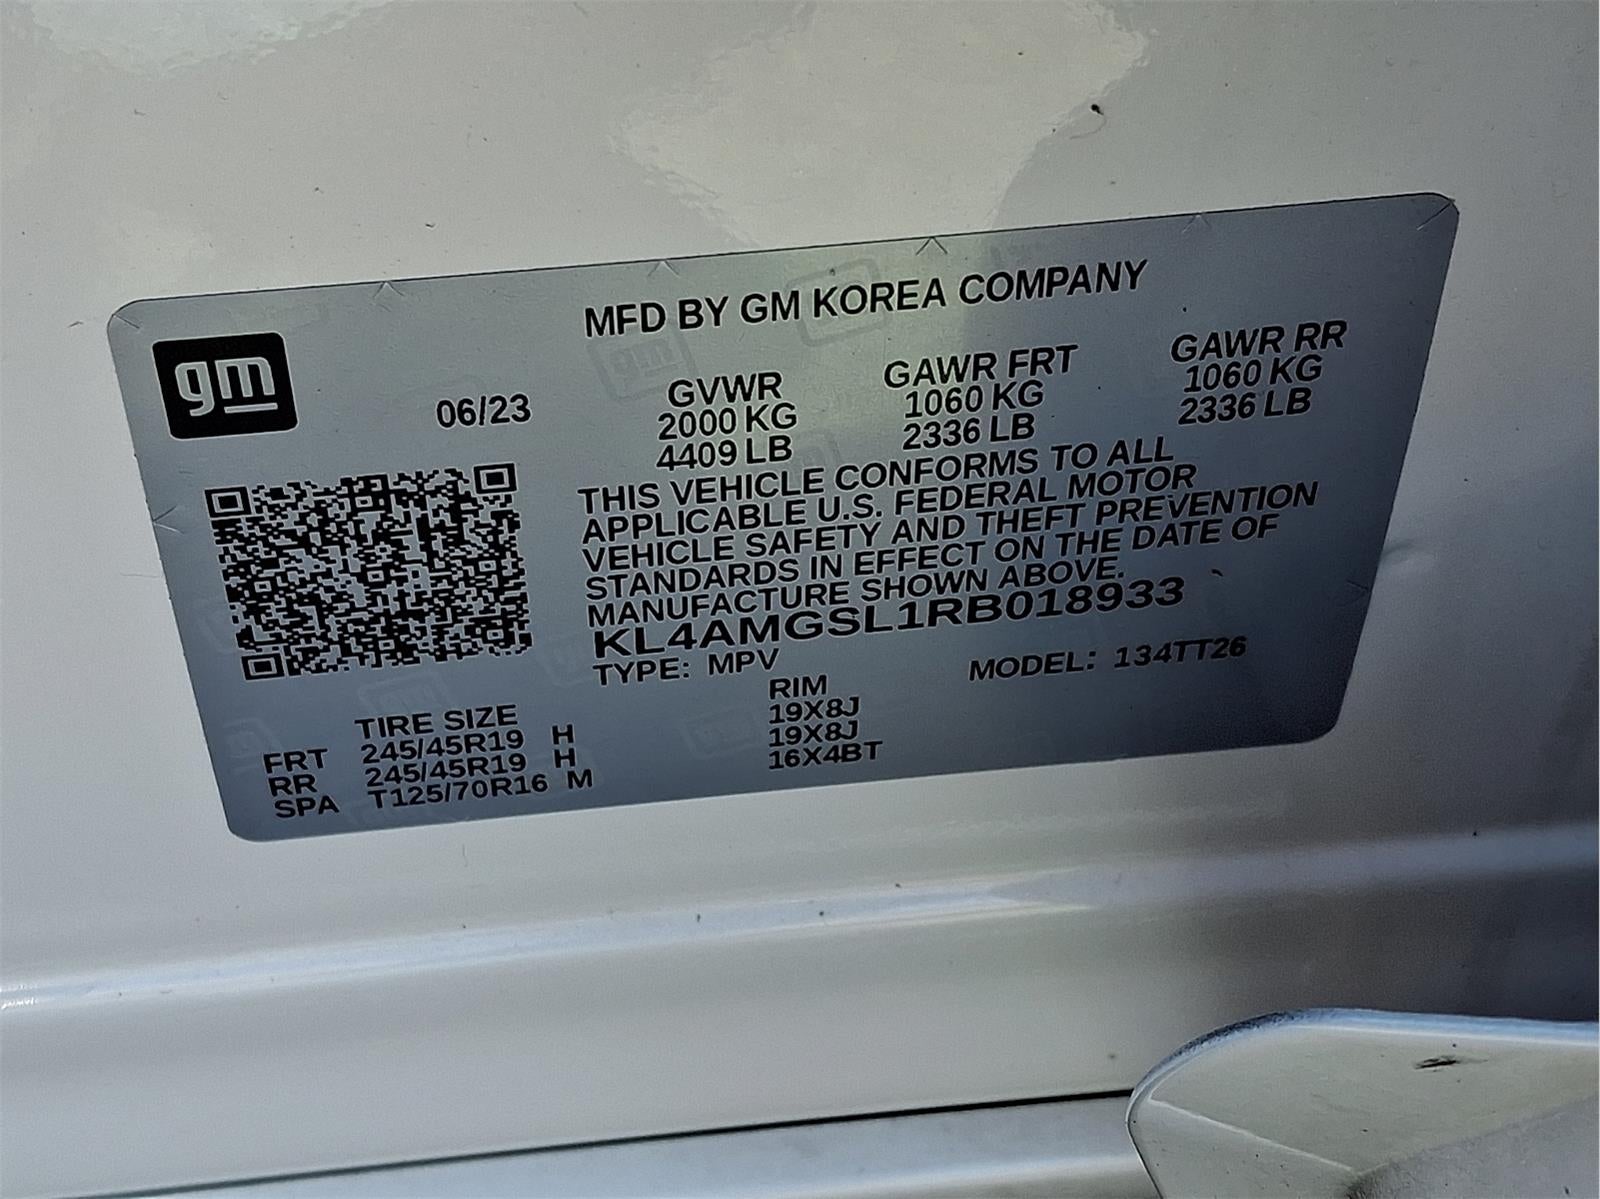 MFD BY GM KOREA COMPANY
gm
06/23
GVWR GAWR FRT GAWR RR
2000 KG 1060 KG 1060 KG
4409 LB 2336 LB 2336 LB
THIS VEHICLE CONFORMS TO ALL
APPLICABLE U.S. FEDERAL MOTOR
VEHICLE SAFETY AND THEFT PREVENTION
STANDARDS IN EFFECT ON THE DATE OF
MANUFACTURE SHOWN ABOVE.
KL4AMGSL1RB018933
TYPE: MPV MODEL: 134TT26
TIRE SIZE RIM
FRT 245/45R19 H 19X8J
RR 245/45R19 H 19X8J
SPA T125/70R16 M 16X4BT